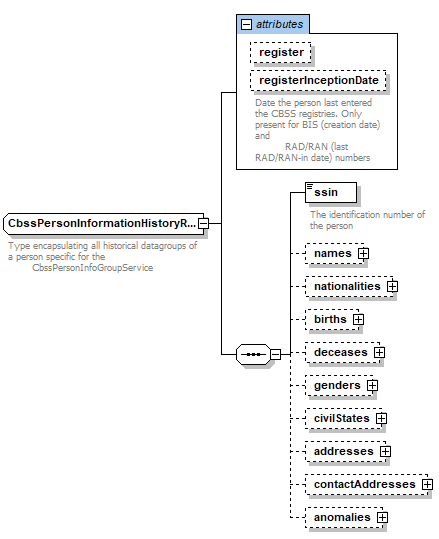 attributes
register
registerInceptionDate
Date the person last entered
the CBSS registries. Only
present for BIS (creation date)
and
RAD/RAN (last
RAD/RAN-in date) numbers
CbssPersonInformationHistoryR...
Type encapsulating all historical datagroups of
a person specific for the
CbssPersonInfoGroupService
ssin
The identification number of
the person
names
nationalities
births
deceases
genders
civilStates
addresses
contactAddresses
anomalies